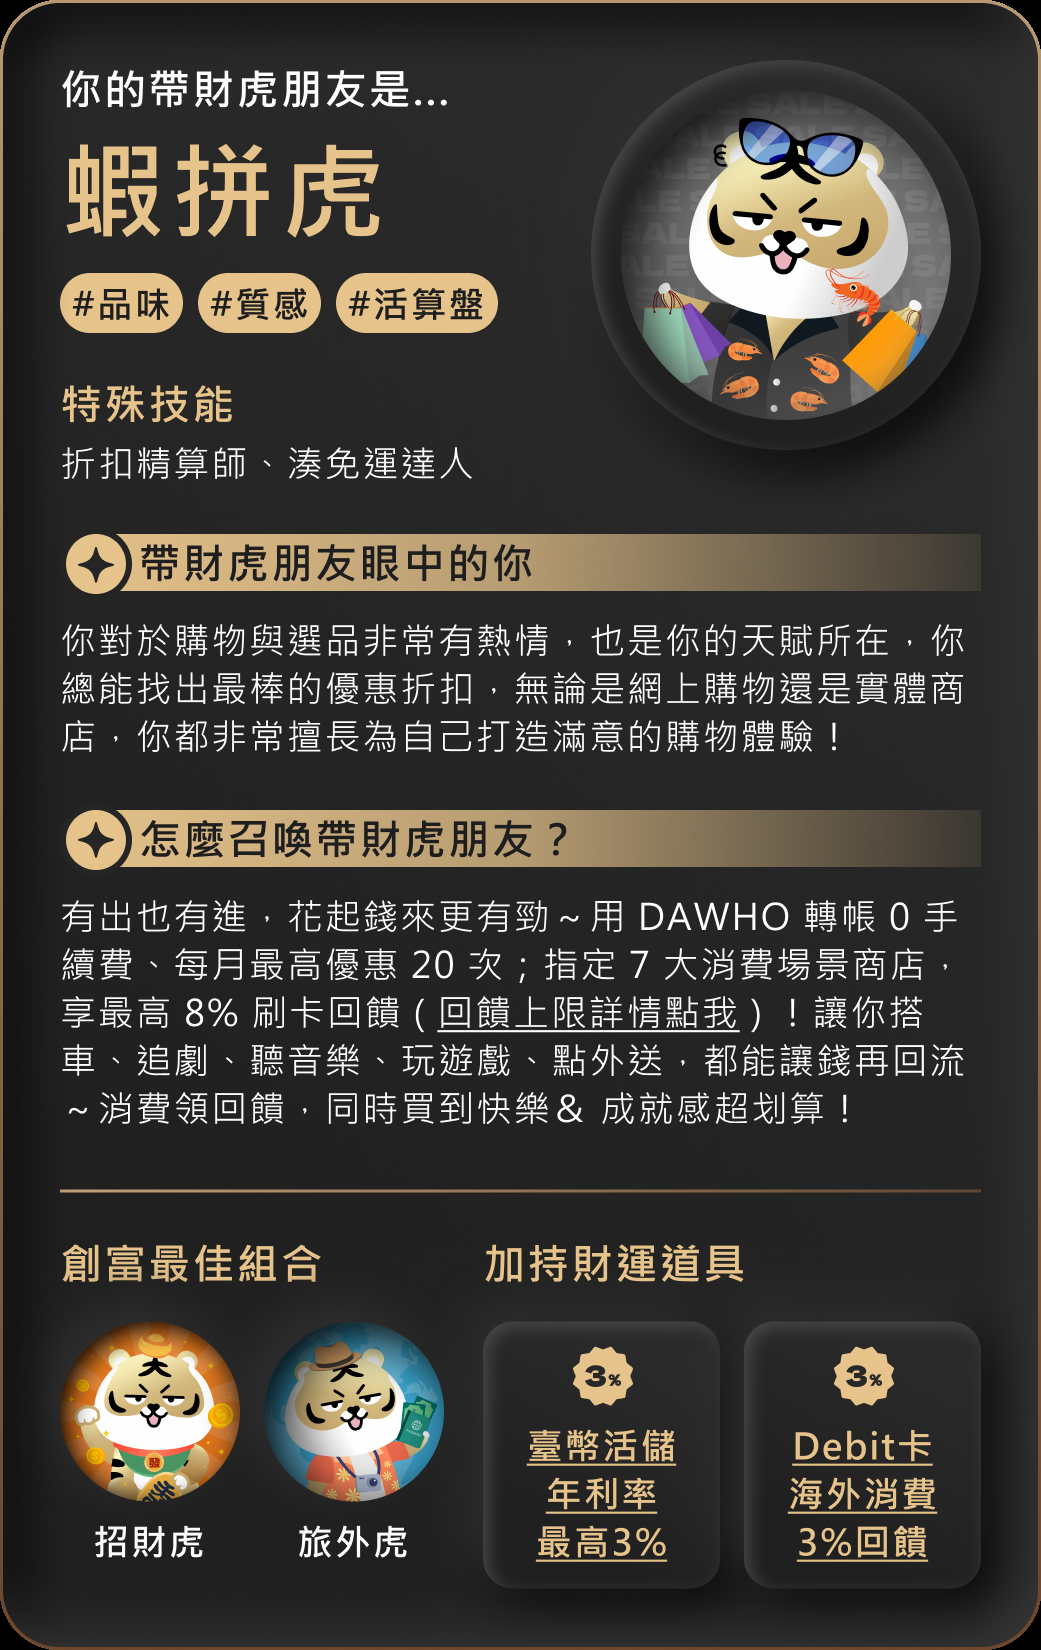 你的帶財虎朋友是...
蝦拼虎
#品味 #質感 #活算盤
特殊技能
折扣精算師、湊免運達人
帶財虎朋友眼中的你
你對於購物與選品非常有熱情，也是你的天賦所在，你
總能找出最棒的優惠折扣，無論是網上購物還是實體商
店，你都非常擅長為自己打造滿意的購物體驗！
怎麼召喚帶財虎朋友？
有出也有進，花起錢來更有勁～用 DAWHO 轉帳 0 手
續費、每月最高優惠 20 次；指定 7 大消費場景商店，
享最高 8% 刷卡回饋（回饋上限詳情點我）！讓你搭
車、追劇、聽音樂、玩遊戲、點外送，都能讓錢再回流
～消費領回饋，同時買到快樂& 成就感超划算！
創富最佳組合
招財虎
旅外虎
加持財運道具
3%
臺幣活儲
年利率
最高3%
3%
Debit卡
海外消費
3%回饋